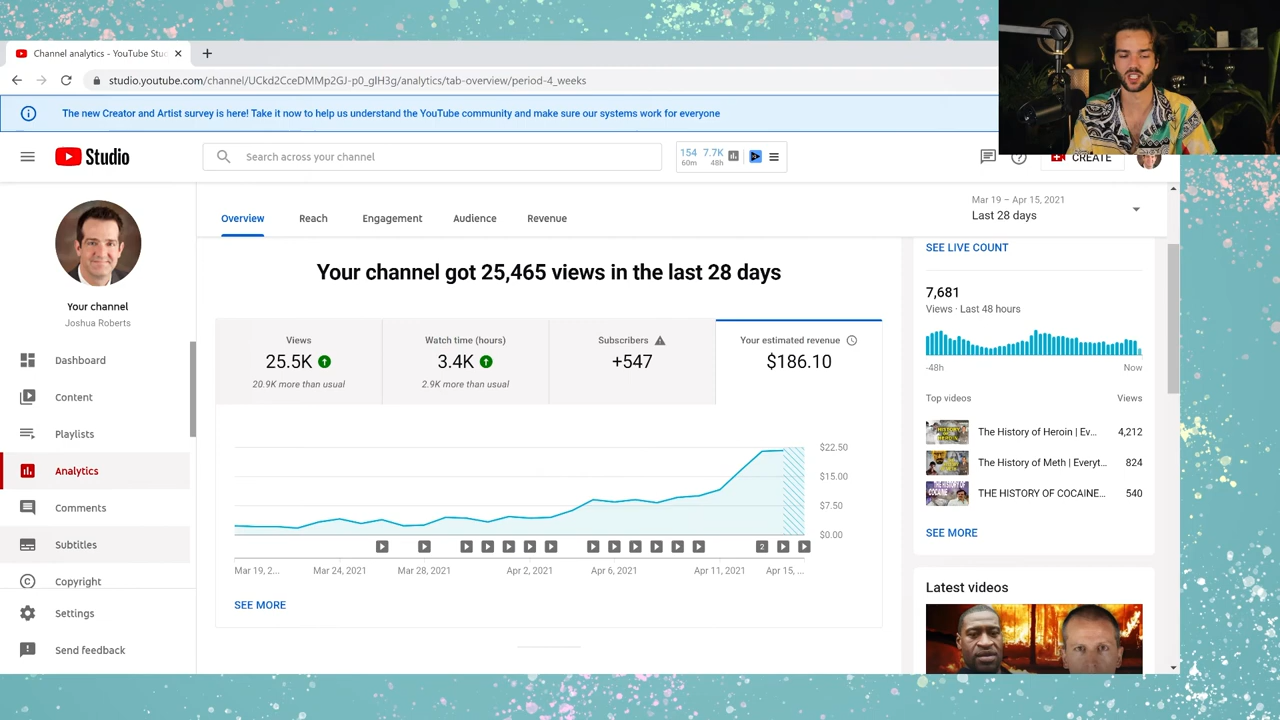 Channel analytics - YouTube Stud
studio.youtube.com/channel/UCkd2CceDMMp2GJ-p0_gIH3g/analytics/tab-overview/period-4_weeks
The new Creator and Artist survey is here! Take it now to help us understand the YouTube community and make sure our systems work for everyone
Studio
Search across your channel
154 7.7K
60m 48h
CREATE
Your channel
Joshua Roberts
Dashboard
Content
Playlists
Analytics
Comments
Subtitles
Copyright
Settings
Send feedback
Overview Reach Engagement Audience Revenue
Mar 19 – Apr 15, 2021
Last 28 days
Your channel got 25,465 views in the last 28 days
Views
25.5K
20.9K more than usual
Watch time (hours)
3.4K
2.9K more than usual
Subscribers
+547
Your estimated revenue
$186.10
$22.50
$15.00
$7.50
$0.00
2
Mar 19, 2... Mar 24, 2021 Mar 28, 2021 Apr 2, 2021 Apr 6, 2021 Apr 11, 2021 Apr 15, ...
SEE MORE
SEE LIVE COUNT
7,681
Views · Last 48 hours
-48h Now
Top videos Views
The History of Heroin | Ev... 4,212
The History of Meth | Everyt... 824
THE HISTORY OF COCAINE... 540
SEE MORE
Latest videos